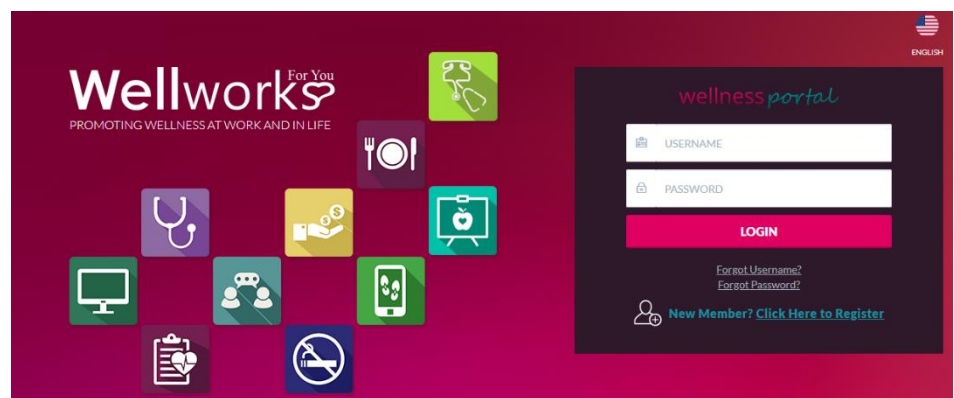 ENGLISH
Wellworks
For You
PROMOTING WELLNESS AT WORK AND IN LIFE
$
$
wellness portal
USERNAME
PASSWORD
LOGIN
Forgot Username?
Forgot Password?
New Member? Click Here to Register